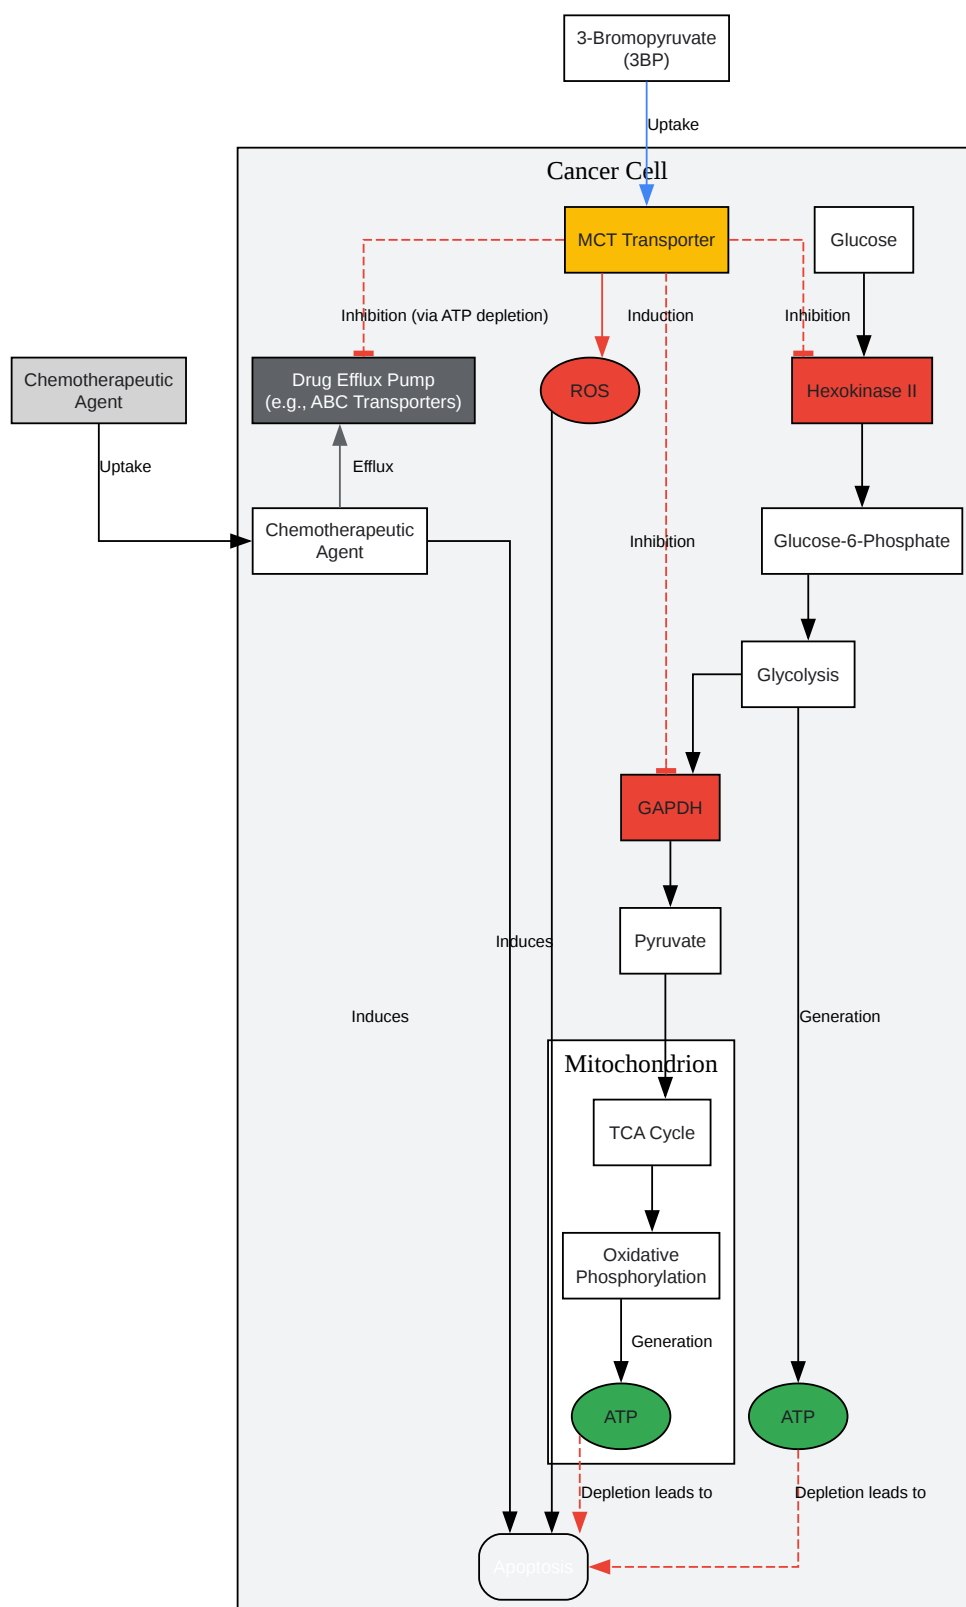 3-Bromopyruvate
(3BP)
Uptake
Cancer Cell
MCT Transporter
Glucose
Inhibition (via ATP depletion)
Induction
Inhibition
Chemotherapeutic
Agent
Drug Efflux Pump
(e.g., ABC Transporters)
ROS
Hexokinase II
Uptake
Efflux
Chemotherapeutic
Agent
Inhibition
Glucose-6-Phosphate
Glycolysis
GAPDH
Pyruvate
Induces
Induces
Generation
Mitochondrion
TCA Cycle
Oxidative
Phosphorylation
Generation
ATP
ATP
Depletion leads to
Depletion leads to
Apoptosis